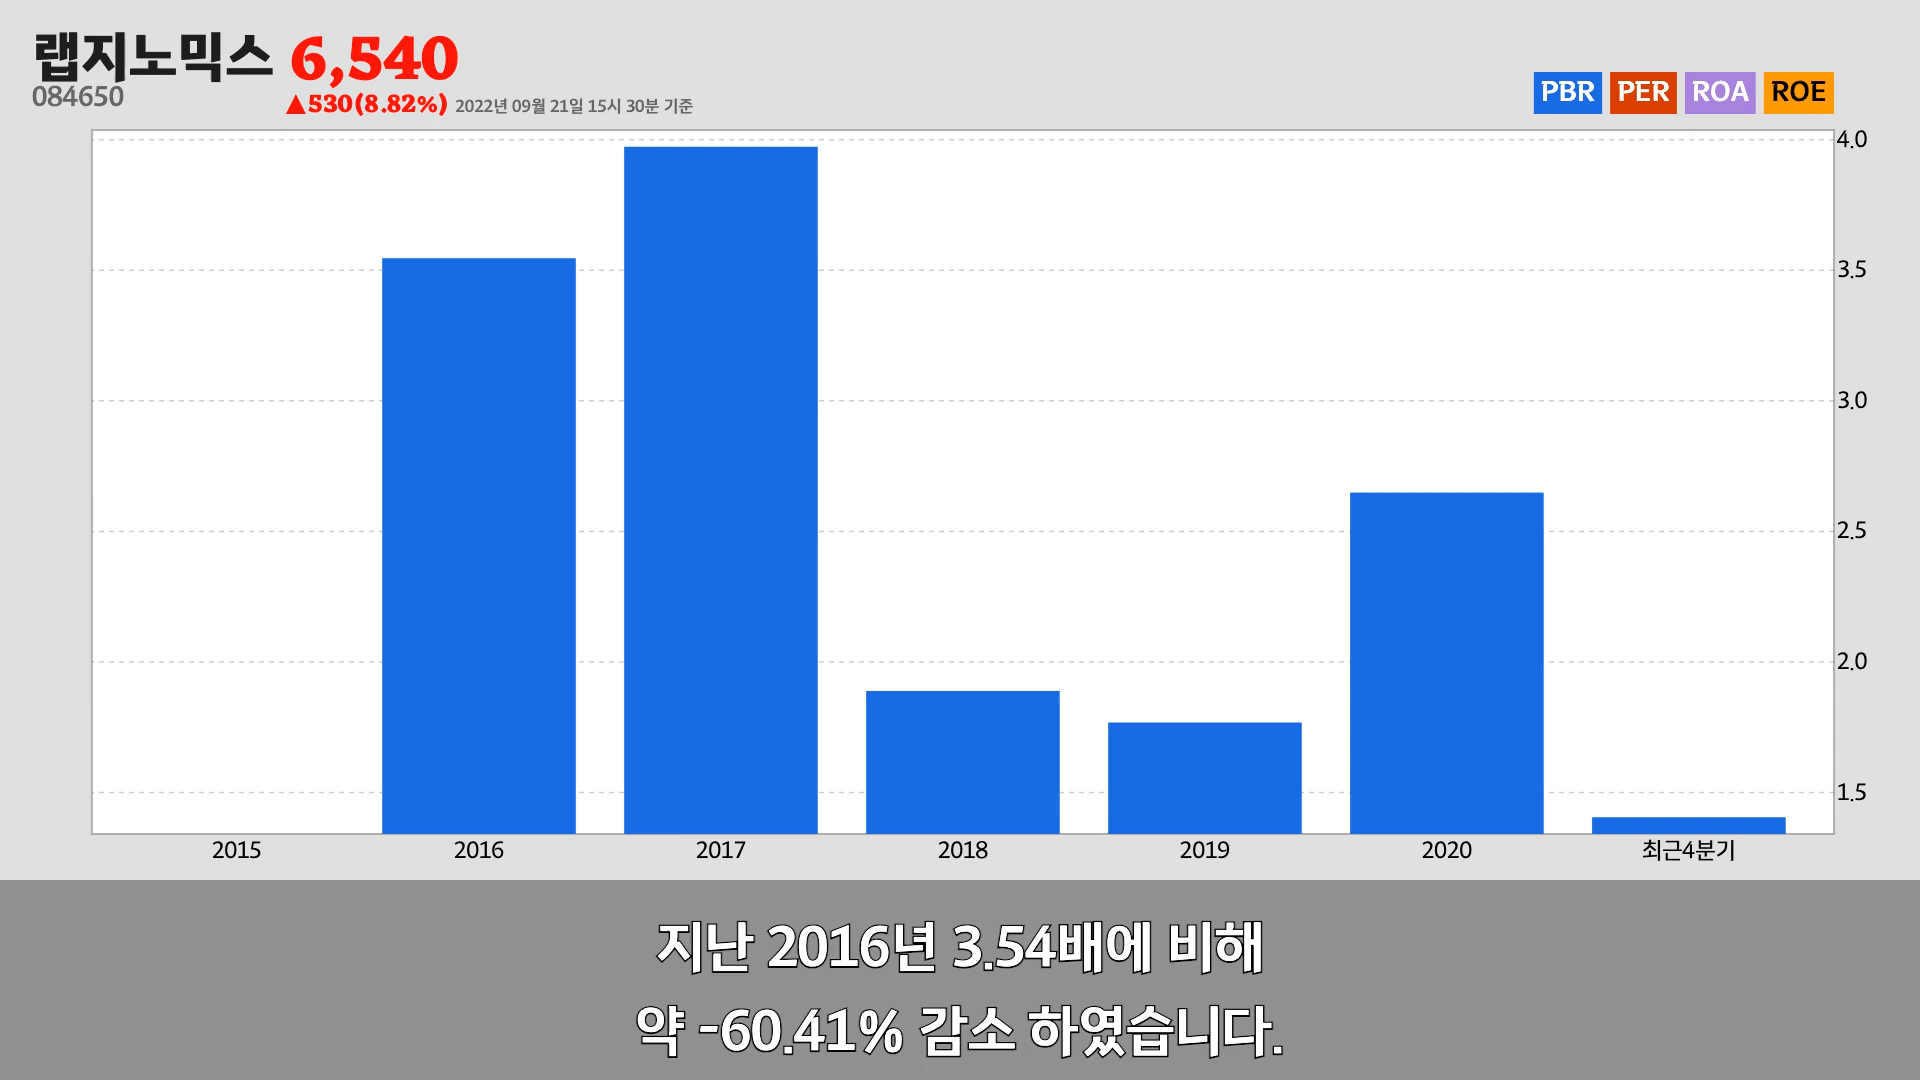 랩지노믹스 6,540
084650
▲530(8.82%) 2022년 09월 21일 15시 30분 기준
PBR PER ROA ROE
4.0
3.5
3.0
2.5
2.0
1.5
2015 2016 2017 2018 2019 2020 최근4분기
지난 2016년 3.54배에 비해
약 -60.41% 감소 하였습니다.